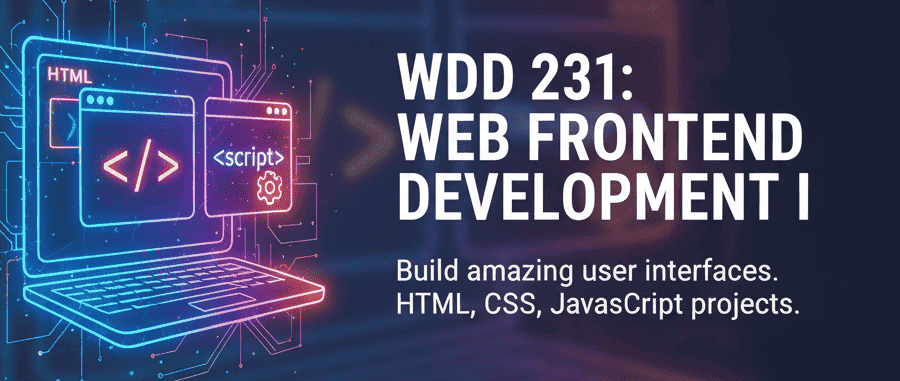 HTML
</>
<script>
WDD 231:
WEB FRONTEND
DEVELOPMENT I
Build amazing user interfaces.
HTML, CSS, JavasCript projects.